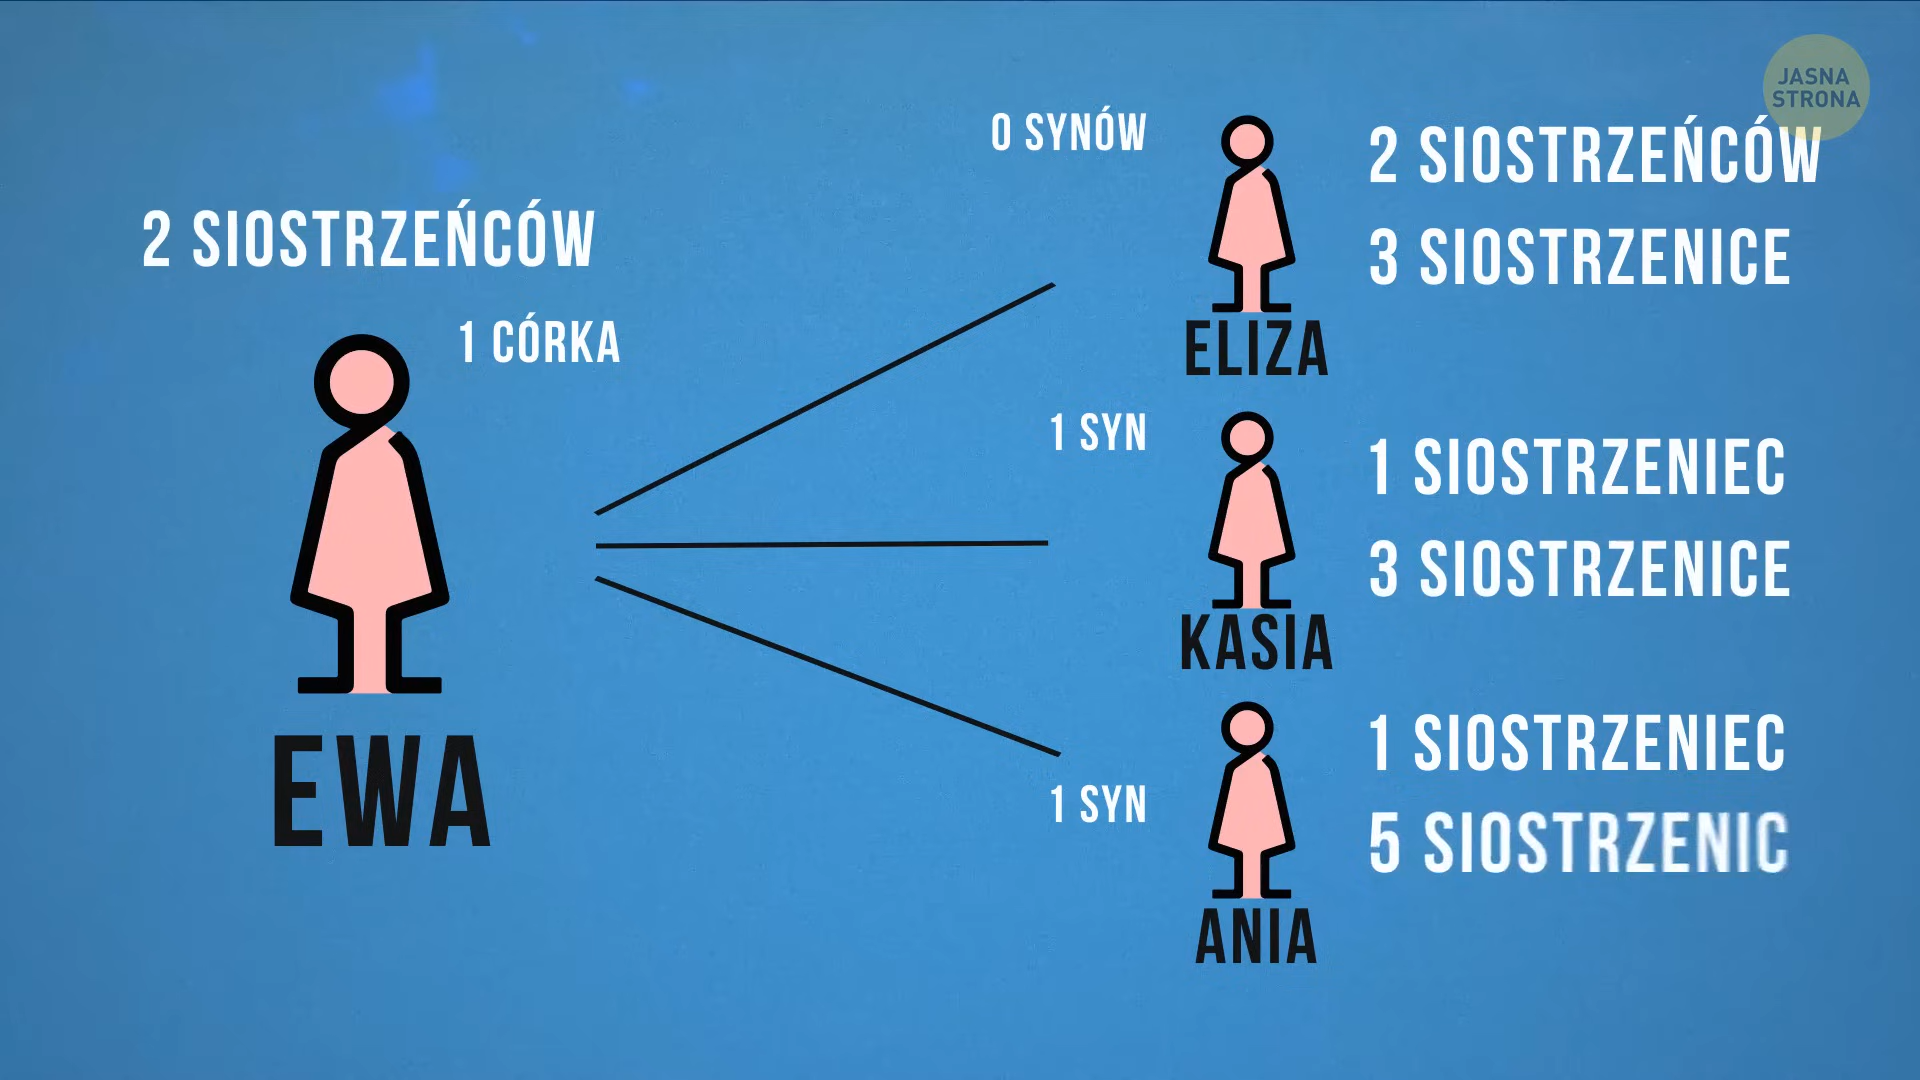 JASNA
STRONA
2 SIOSTRZEŃCÓW
1 CÓRKA
EWA
0 SYNÓW
ELIZA
2 SIOSTRZEŃCÓW
3 SIOSTRZENICE
1 SYN
KASIA
1 SIOSTRZENIEC
3 SIOSTRZENICE
1 SYN
ANIA
1 SIOSTRZENIEC
5 SIOSTRZENIC